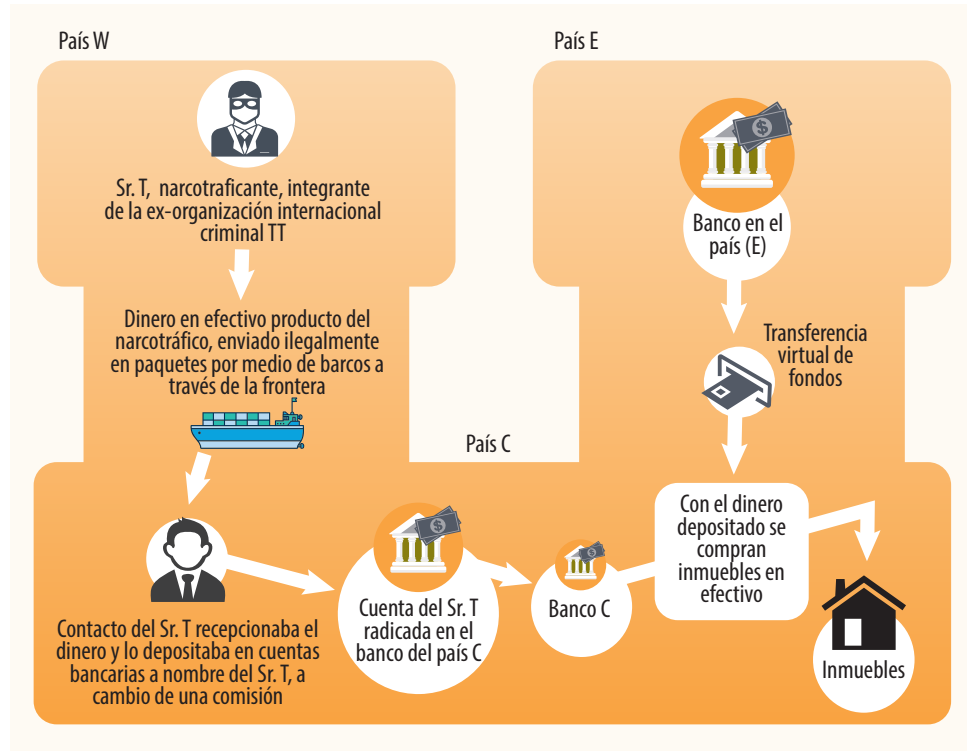 País W
Sr. T, narcotraficante, integrante
de la ex-organización internacional
criminal TT
Dinero en efectivo producto del
narcotráfico, enviado ilegalmente
en paquetes por medio de barcos a
través de la frontera
País E
Banco en el
país (E)
Transferencia
virtual de
fondos
País C
Contacto del Sr. T recepcionaba el
dinero y lo depositaba en cuentas
bancarias a nombre del Sr. T, a
cambio de una comisión
Cuenta del Sr. T
radicada en el
banco del país C
Banco C
Con el dinero
depositado se
compran
inmuebles en
efectivo
Inmuebles